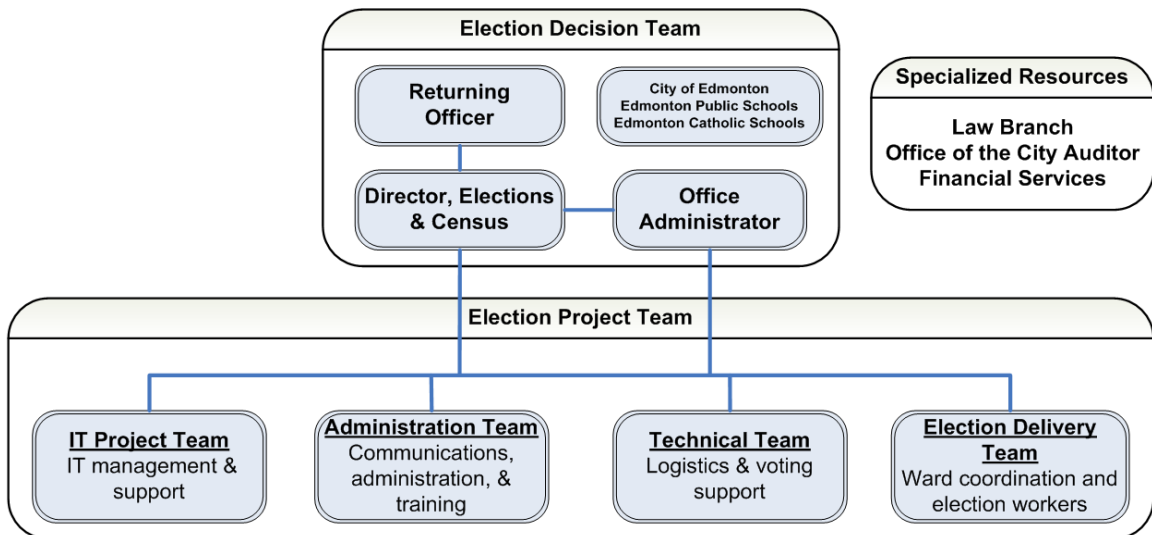 Election Decision Team
Returning
Officer
City of Edmonton
Edmonton Public Schools
Edmonton Catholic Schools
Director, Elections
& Census
Office
Administrator
Specialized Resources
Law Branch
Office of the City Auditor
Financial Services
Election Project Team
IT Project Team
IT management &
support
Administration Team
Communications,
administration, &
training
Technical Team
Logistics & voting
support
Election Delivery
Team
Ward coordination and
election workers